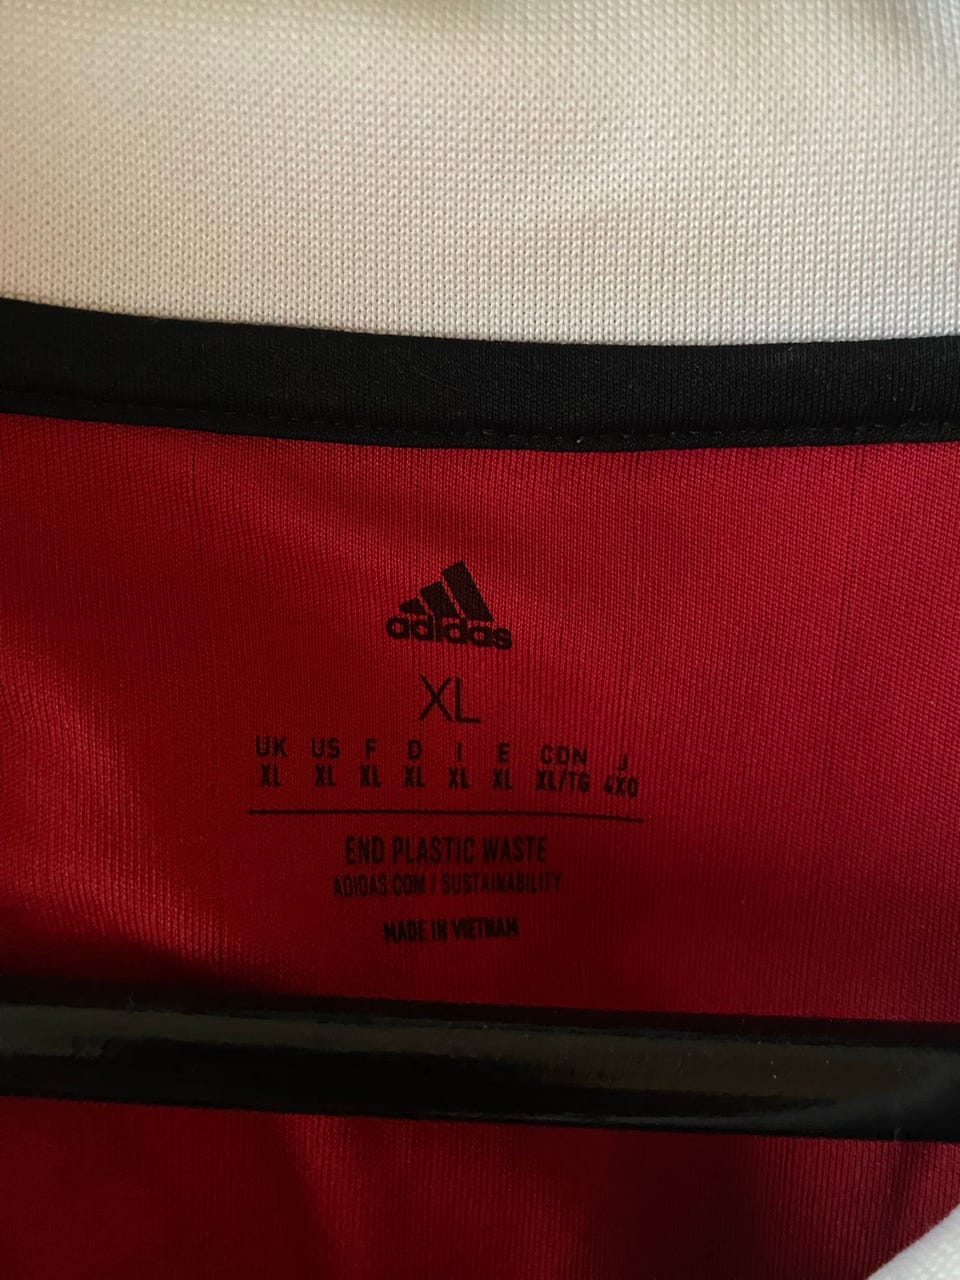 adidas
XL
UK US F D I E CDN J
XL XL XL XL XL XL XL/TG 4XO
END PLASTIC WASTE
ADIDAS.COM / SUSTAINABILITY
MADE IN VIETNAM